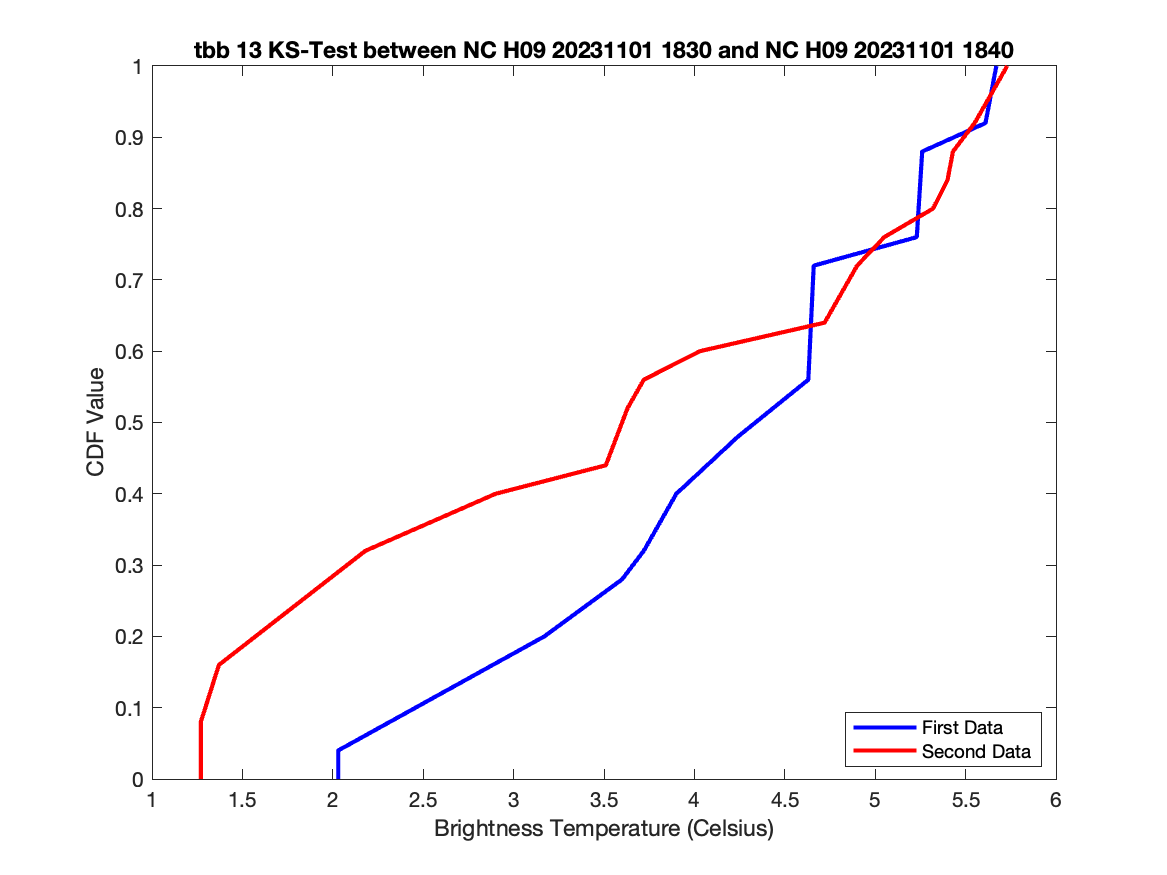 tbb 13 KS-Test between NC H09 20231101 1830 and NC H09 20231101 1840
1
0.9
0.8
0.7
0.6
0.5
0.4
0.3
0.2
0.1
0
CDF Value
First Data
Second Data
1 1.5 2 2.5 3 3.5 4 4.5 5 5.5 6
Brightness Temperature (Celsius)